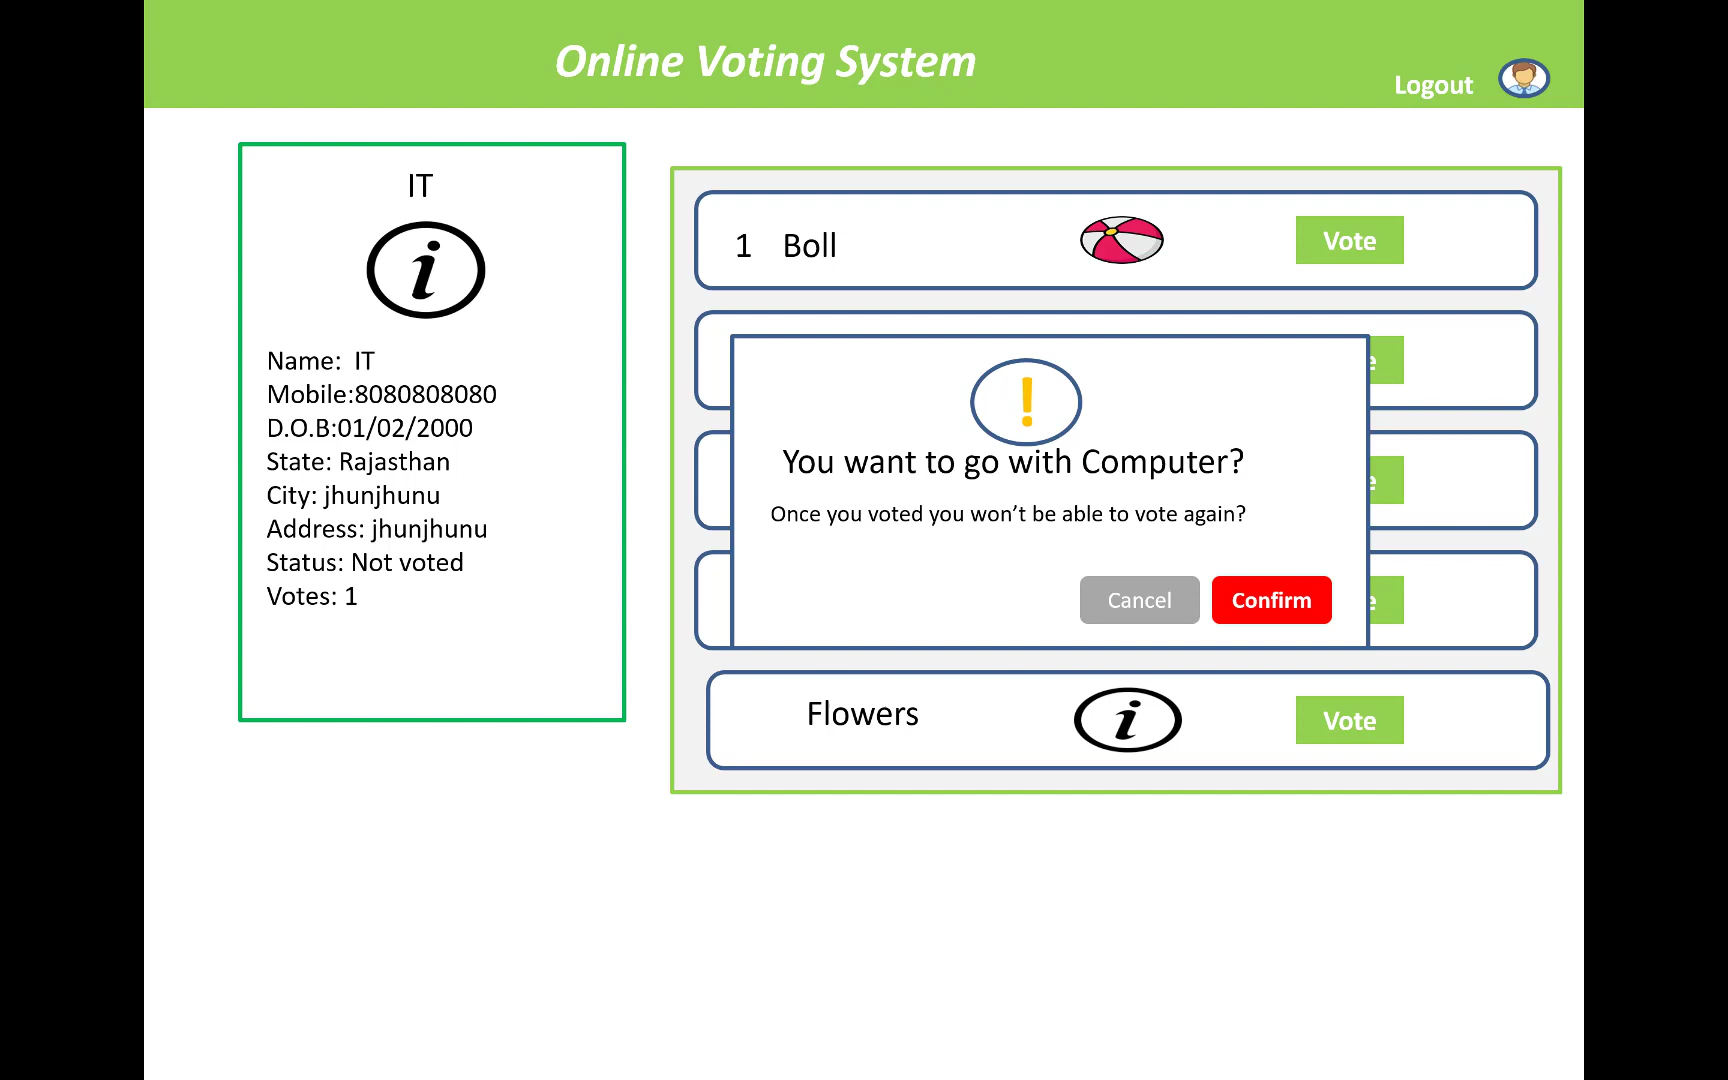 Online Voting System
Logout
IT
i
Name:  IT
Mobile:8080808080
D.O.B:01/02/2000
State: Rajasthan
City: jhunjhunu
Address: jhunjhunu
Status: Not voted
Votes: 1
1 Boll
Vote
e
!
You want to go with Computer?
e
Once you voted you won’t be able to vote again?
Cancel
Confirm
e
Flowers
i
Vote